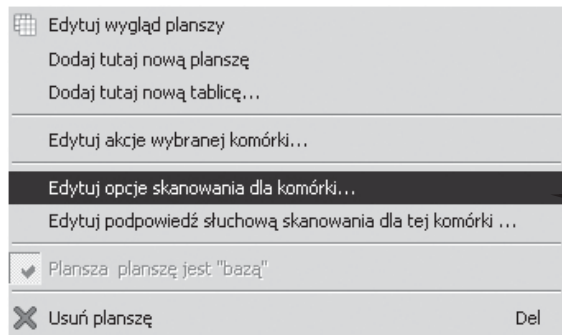 Edytuj wygląd planszy
Dodaj tutaj nową planszę
Dodaj tutaj nową tablicę...
Edytuj akcje wybranej komórki...
Edytuj opcje skanowania dla komórki...
Edytuj podpowiedź słuchową skanowania dla tej komórki ...
Plansza planszę jest "bazą"
Usuń planszę Del